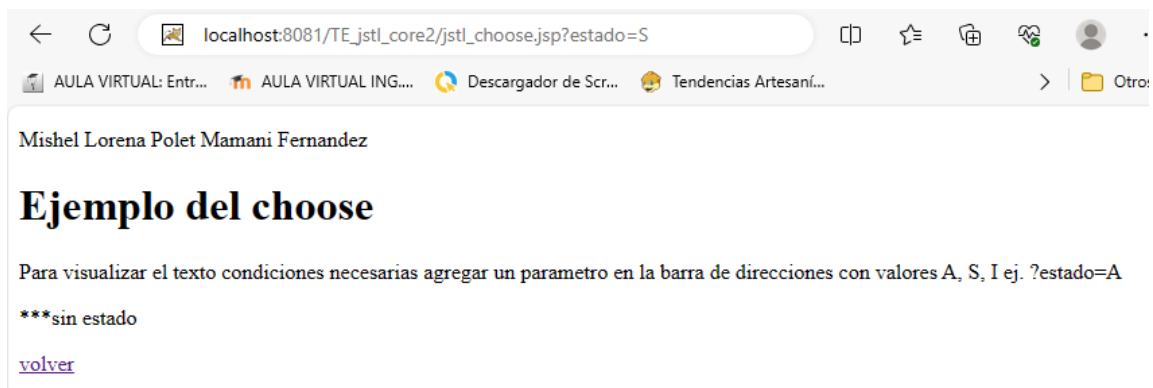 localhost:8081/TE_jstl_core2/jstl_choose.jsp?estado=S
AULA VIRTUAL: Entr... AULA VIRTUAL ING.... Descargador de Scr... Tendencias Artesaní... Otros
Mishel Lorena Polet Mamani Fernandez
Ejemplo del choose
Para visualizar el texto condiciones necesarias agregar un parametro en la barra de direcciones con valores A, S, I ej. ?estado=A
***sin estado
volver